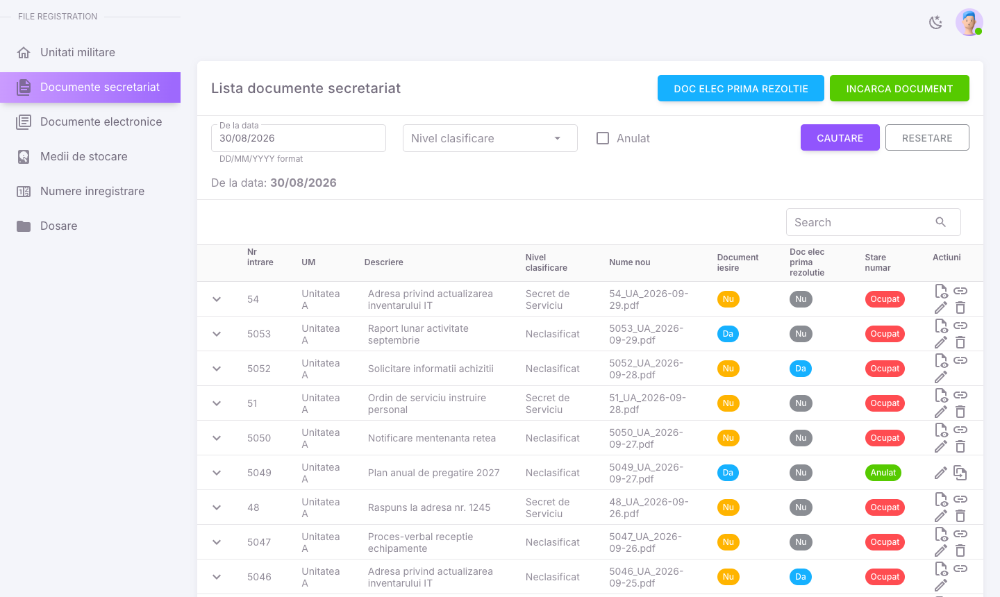 FILE REGISTRATION
Unitati militare
Documente secretariat
Documente electronice
Medii de stocare
Numere inregistrare
Dosare
Lista documente secretariat
DOC ELEC PRIMA REZOLTIE
INCARCA DOCUMENT
De la data
30/08/2026
DD/MM/YYYY format
Nivel clasificare
Anulat
CAUTARE
RESETARE
De la data: 30/08/2026
Search
Nr
intrare
UM
Descriere
Nivel
clasificare
Nume nou
Document
iesire
Doc elec
prima
rezolutie
Stare
numar
Actiuni
54
Unitatea
A
Adresa privind actualizarea
inventarului IT
Secret de
Serviciu
54_UA_2026-09-
29.pdf
Nu
Nu
Ocupat
5053
Unitatea
A
Raport lunar activitate
septembrie
Neclasificat
5053_UA_2026-
09-29.pdf
Da
Nu
Ocupat
5052
Unitatea
A
Solicitare informatii achizitii
Neclasificat
5052_UA_2026-
09-28.pdf
Nu
Da
Ocupat
51
Unitatea
A
Ordin de serviciu instruire
personal
Secret de
Serviciu
51_UA_2026-09-
28.pdf
Nu
Nu
Ocupat
5050
Unitatea
A
Notificare mentenanta retea
Neclasificat
5050_UA_2026-
09-27.pdf
Nu
Nu
Ocupat
5049
Unitatea
A
Plan anual de pregatire 2027
Neclasificat
5049_UA_2026-
09-27.pdf
Da
Nu
Anulat
48
Unitatea
A
Raspuns la adresa nr. 1245
Secret de
Serviciu
48_UA_2026-09-
26.pdf
Nu
Nu
Ocupat
5047
Unitatea
A
Proces-verbal receptie
echipamente
Neclasificat
5047_UA_2026-
09-26.pdf
Nu
Nu
Ocupat
5046
Unitatea
A
Adresa privind actualizarea
inventarului IT
Neclasificat
5046_UA_2026-
09-25.pdf
Nu
Da
Ocupat